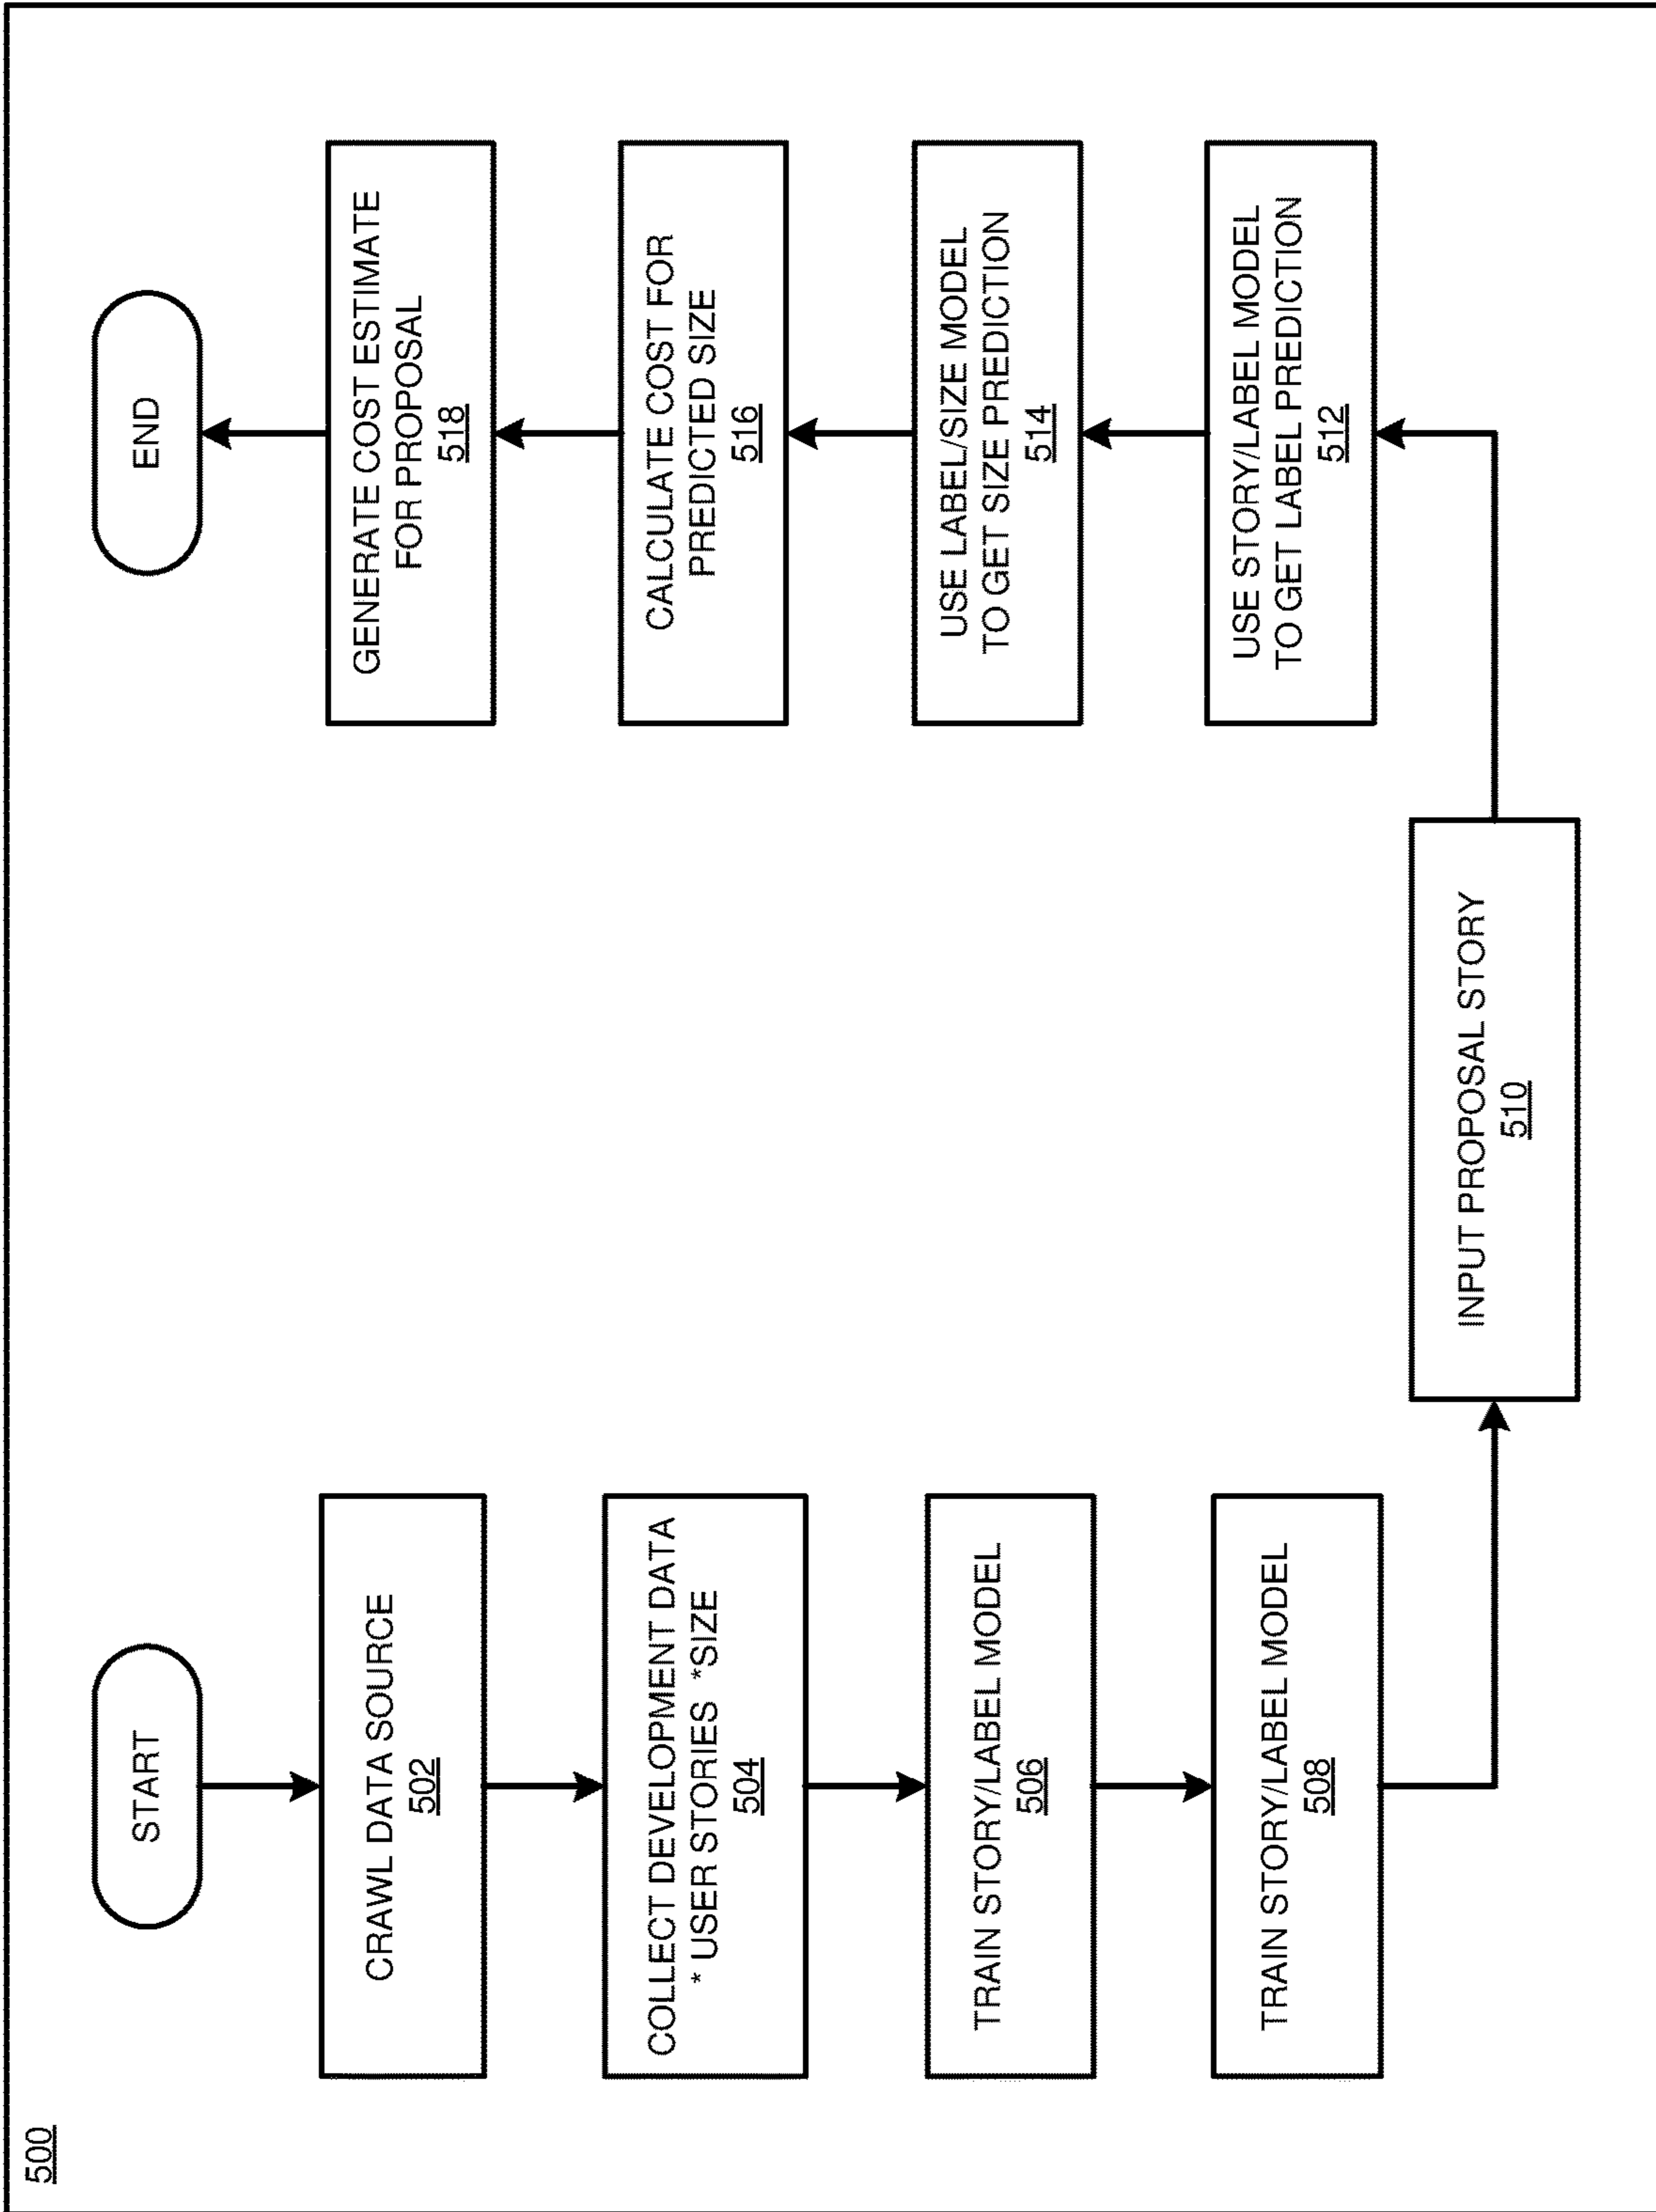 500
START
CRAWL DATA SOURCE
502
COLLECT DEVELOPMENT DATA
* USER STORIES *SIZE
504
TRAIN STORY/LABEL MODEL
506
TRAIN STORY/LABEL MODEL
508
INPUT PROPOSAL STORY
510
USE STORY/LABEL MODEL
TO GET LABEL PREDICTION
512
USE LABEL/SIZE MODEL
TO GET SIZE PREDICTION
514
CALCULATE COST FOR
PREDICTED SIZE
516
GENERATE COST ESTIMATE
FOR PROPOSAL
518
END